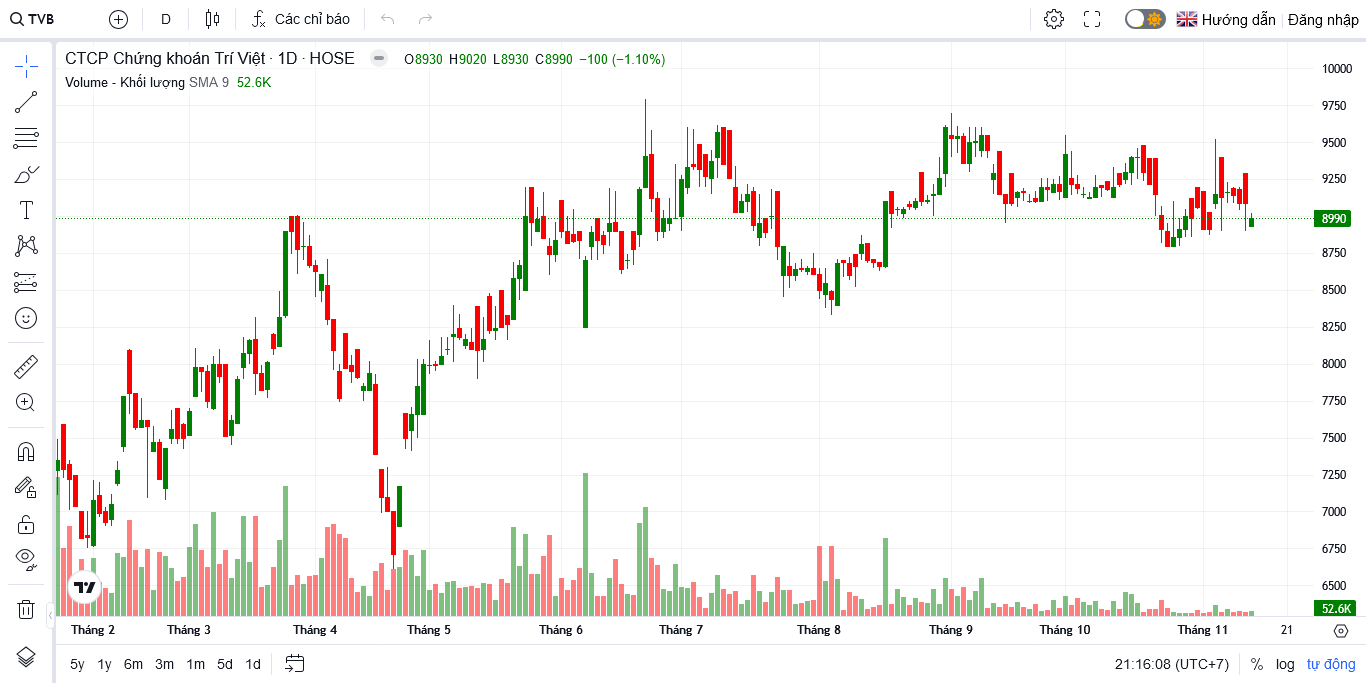 TVB D Các chỉ báo Hướng dẫn Đăng nhập
CTCP Chứng khoán Trí Việt · 1D · HOSE O8930 H9020 L8930 C8990 −100 (−1.10%)
Volume - Khối lượng SMA 9 52.6K
10000
9750
9500
9250
8990
8750
8500
8250
8000
7750
7500
7250
7000
6750
6500
52.6K
Tháng 2 Tháng 3 Tháng 4 Tháng 5 Tháng 6 Tháng 7 Tháng 8 Tháng 9 Tháng 10 Tháng 11 21
5y 1y 6m 3m 1m 5d 1d 21:16:08 (UTC+7) % log tự động